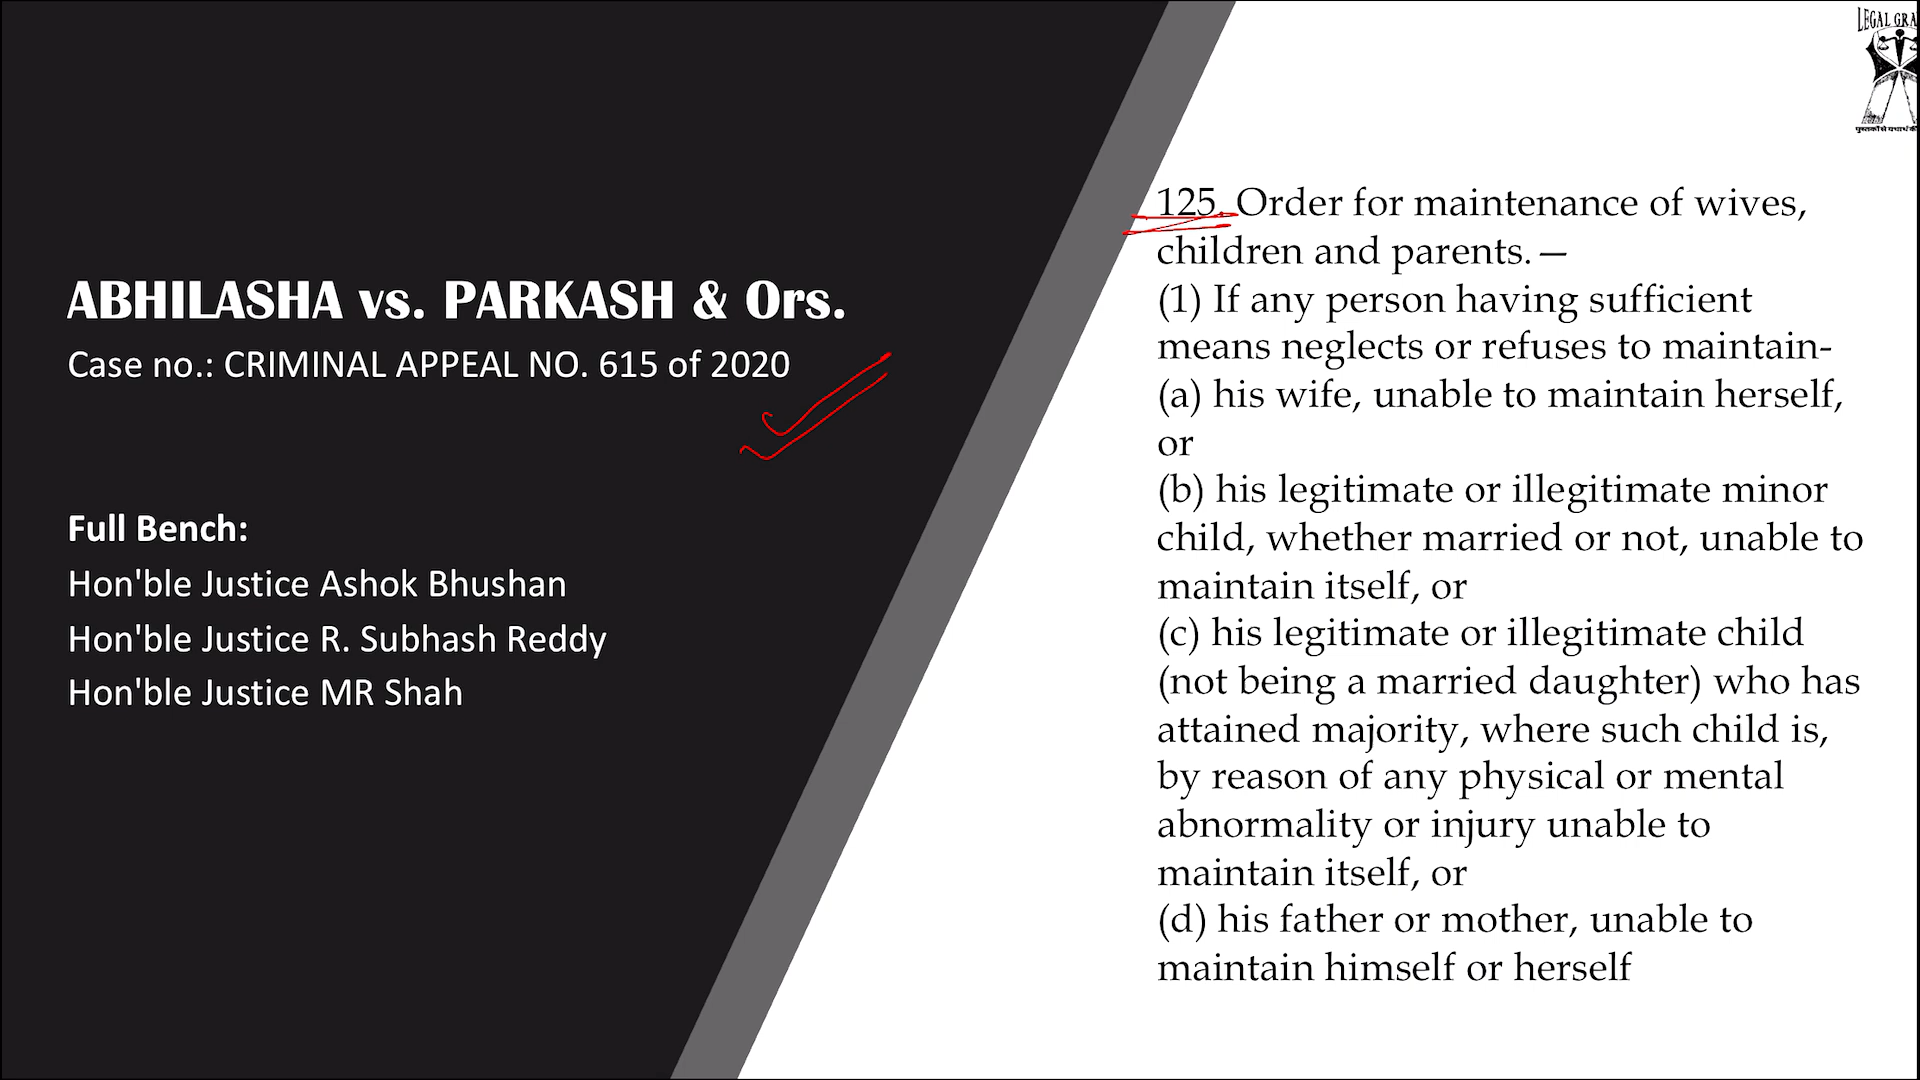 LEGAL GRA
पुस्तकों से यथार्थ की
ABHILASHA vs. PARKASH & Ors.
Case no.: CRIMINAL APPEAL NO. 615 of 2020
Full Bench:
Hon'ble Justice Ashok Bhushan
Hon'ble Justice R. Subhash Reddy
Hon'ble Justice MR Shah
125. Order for maintenance of wives,
children and parents.—
(1) If any person having sufficient
means neglects or refuses to maintain-
(a) his wife, unable to maintain herself,
or
(b) his legitimate or illegitimate minor
child, whether married or not, unable to
maintain itself, or
(c) his legitimate or illegitimate child
(not being a married daughter) who has
attained majority, where such child is,
by reason of any physical or mental
abnormality or injury unable to
maintain itself, or
(d) his father or mother, unable to
maintain himself or herself